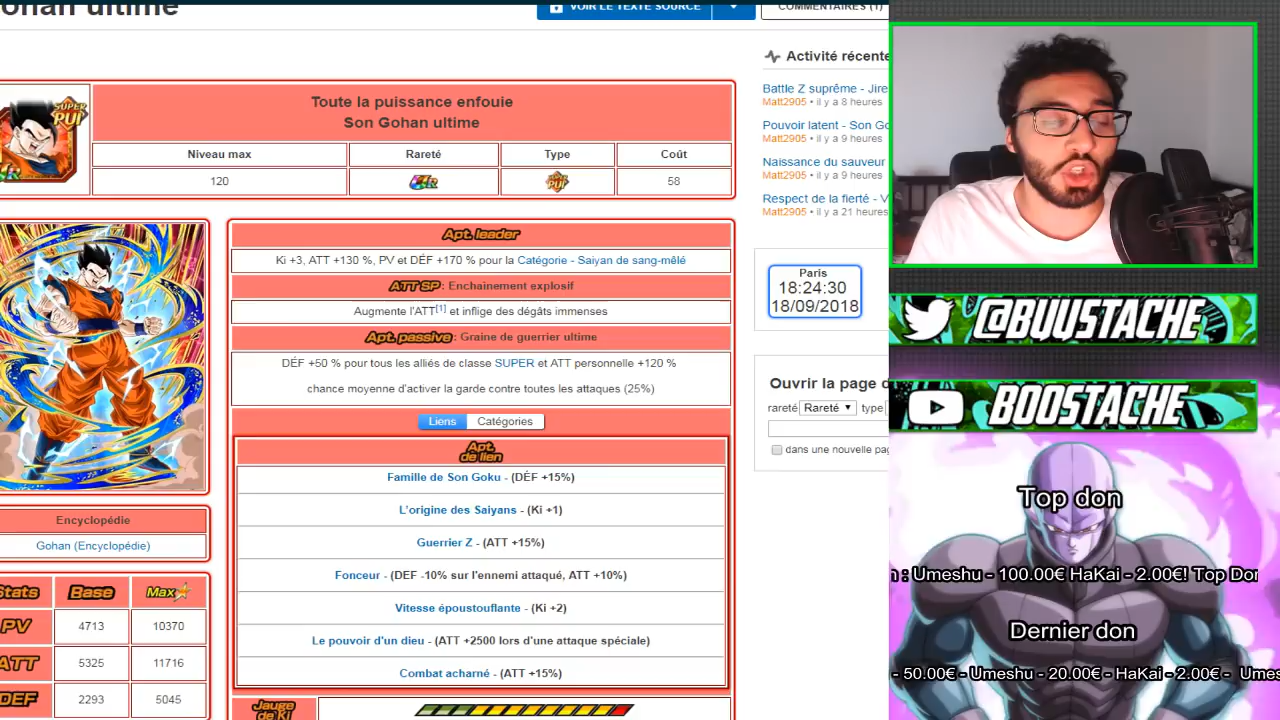 ohan ultime
VOIR LE TEXTE SOURCE
COMMENTAIRES (1)
SUPER
PUI
Toute la puissance enfouie
Son Gohan ultime
Niveau max
Rareté
Type
Coût
120
LR
58
Apt. leader
Ki +3, ATT +130 %, PV et DÉF +170 % pour la Catégorie - Saiyan de sang-mêlé
ATT SP : Enchainement explosif
Augmente l'ATT[1] et inflige des dégâts immenses
Apt. passive : Graine de guerrier ultime
DÉF +50 % pour tous les alliés de classe SUPER et ATT personnelle +120 %
chance moyenne d'activer la garde contre toutes les attaques (25%)
Liens
Catégories
Apt.
de lien
Famille de Son Goku - (DÉF +15%)
L'origine des Saiyans - (Ki +1)
Guerrier Z - (ATT +15%)
Fonceur - (DEF -10% sur l'ennemi attaqué, ATT +10%)
Vitesse époustouflante - (Ki +2)
Le pouvoir d'un dieu - (ATT +2500 lors d'une attaque spéciale)
Combat acharné - (ATT +15%)
Jauge
de Ki
Encyclopédie
Gohan (Encyclopédie)
Stats
Base
Max
PV
4713
10370
ATT
5325
11716
DEF
2293
5045
Activité récente
Battle Z suprême - Jire
Matt2905 • il y a 8 heures
Pouvoir latent - Son Go
Matt2905 • il y a 9 heures
Naissance du sauveur
Matt2905 • il y a 9 heures
Respect de la fierté - V
Matt2905 • il y a 21 heures
Paris
18:24:30
18/09/2018
Ouvrir la page d
rareté Rareté type
dans une nouvelle pag
@BUUSTACHE
BOOSTACHE
Top don
n : Umeshu - 100.00€ HaKai - 2.00€! Top Don
Dernier don
- 50.00€ - Umeshu - 20.00€ - HaKai - 2.00€ - Umes